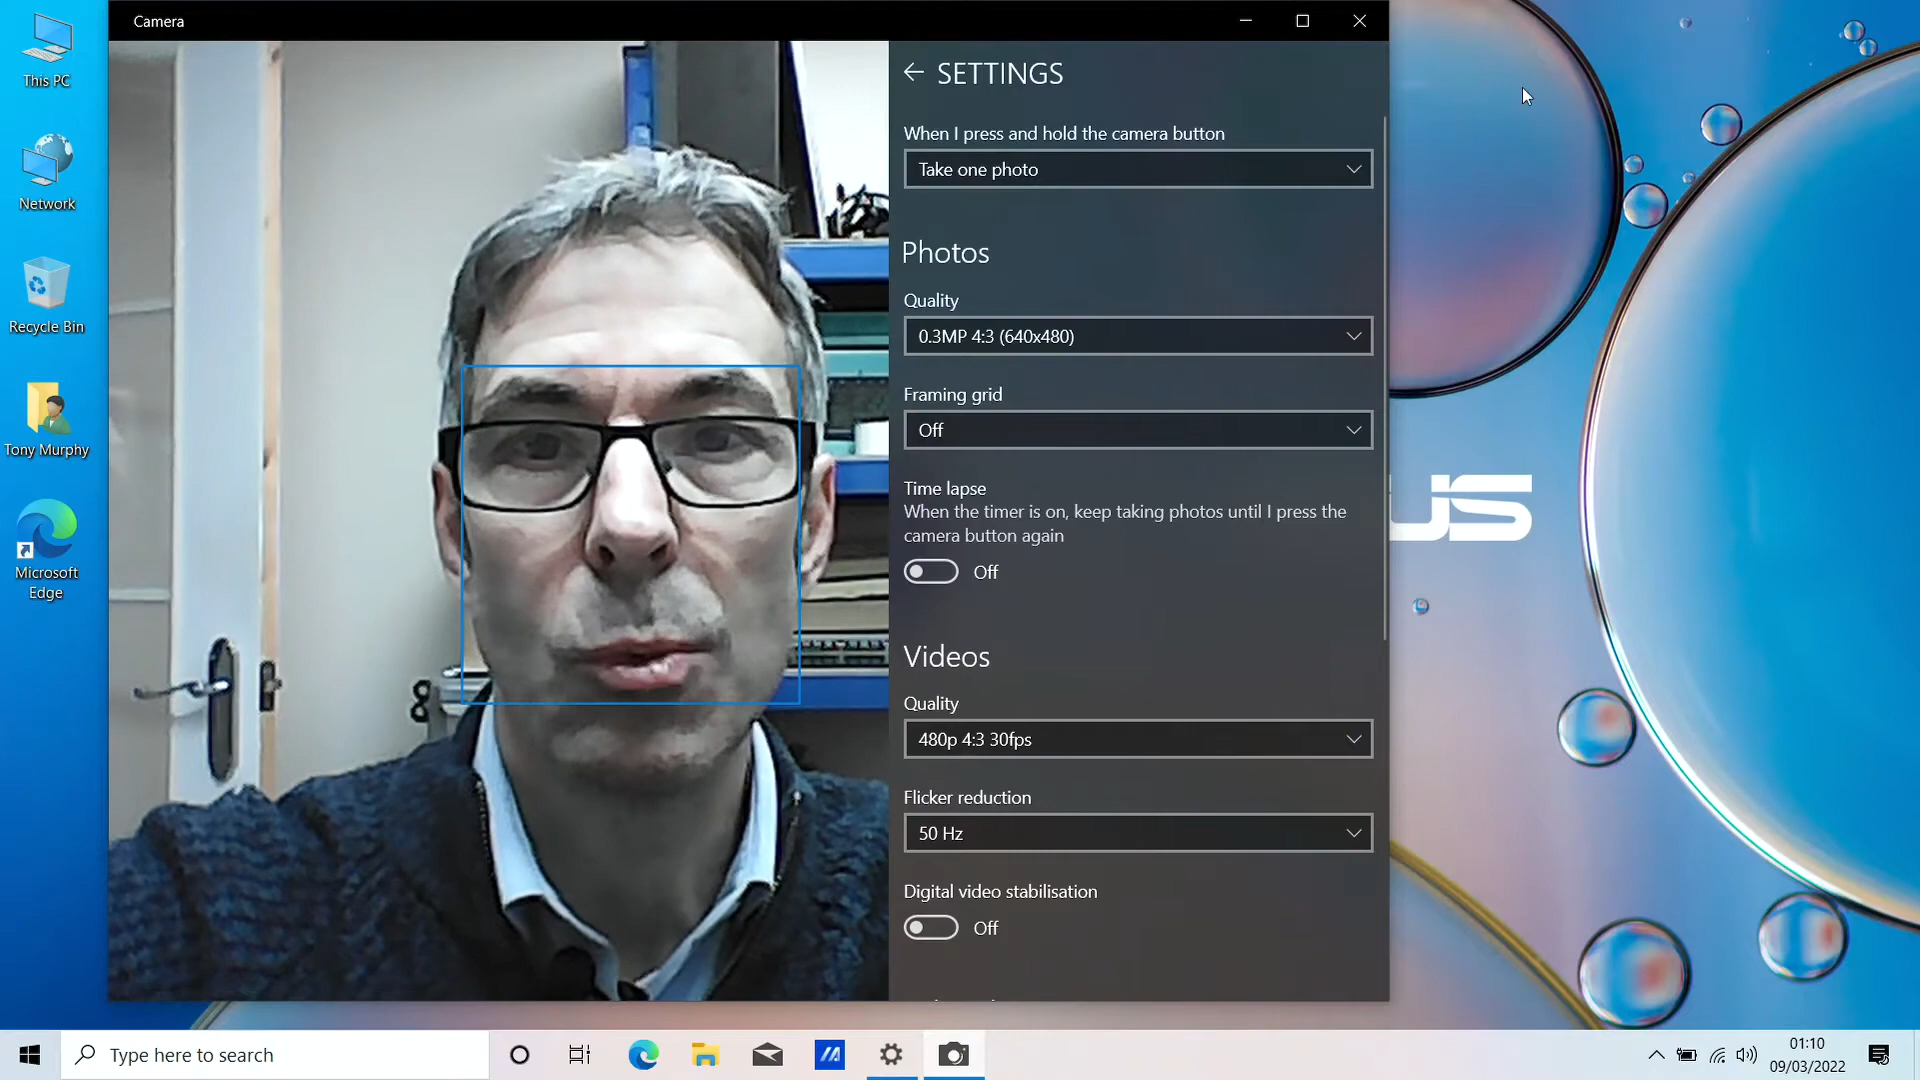 Camera
This PC
Network
Recycle Bin
Tony Murphy
Microsoft
Edge
SETTINGS
When I press and hold the camera button
Take one photo
Photos
Quality
0.3MP 4:3 (640x480)
Framing grid
Off
Time lapse
When the timer is on, keep taking photos until I press the
camera button again
Off
Videos
Quality
480p 4:3 30fps
Flicker reduction
50 Hz
Digital video stabilisation
Off
US
Type here to search
01:10
09/03/2022